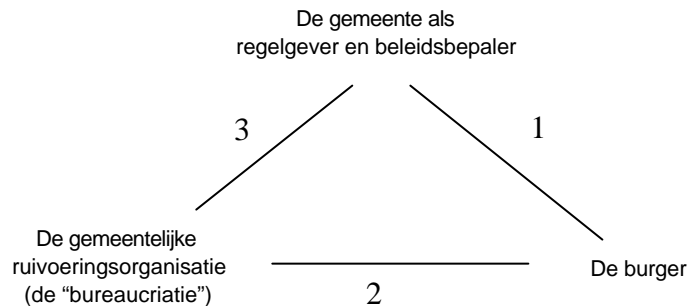 De gemeente als
regelgever en beleidsbepaler
3
1
De gemeentelijke
ruivoeringsorganisatie
(de “bureaucriatie”)
De burger
2